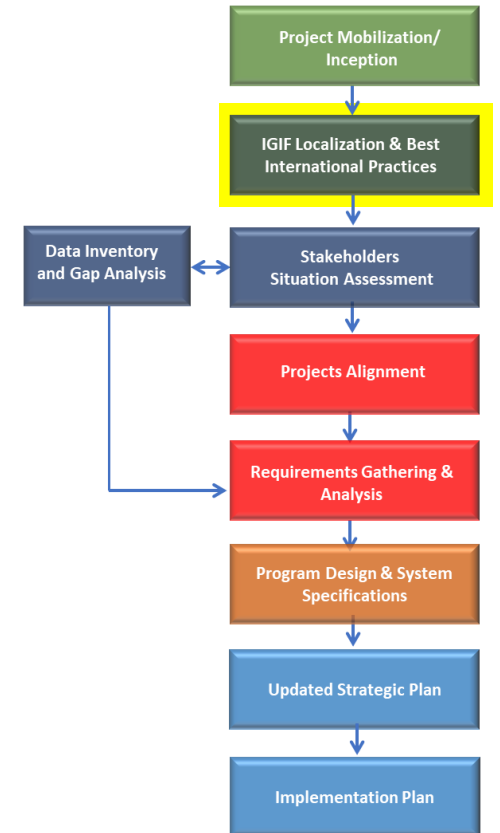 Project Mobilization/
Inception
IGIF Localization & Best
International Practices
Data Inventory
and Gap Analysis
Stakeholders
Situation Assessment
Projects Alignment
Requirements Gathering &
Analysis
Program Design & System
Specifications
Updated Strategic Plan
Implementation Plan